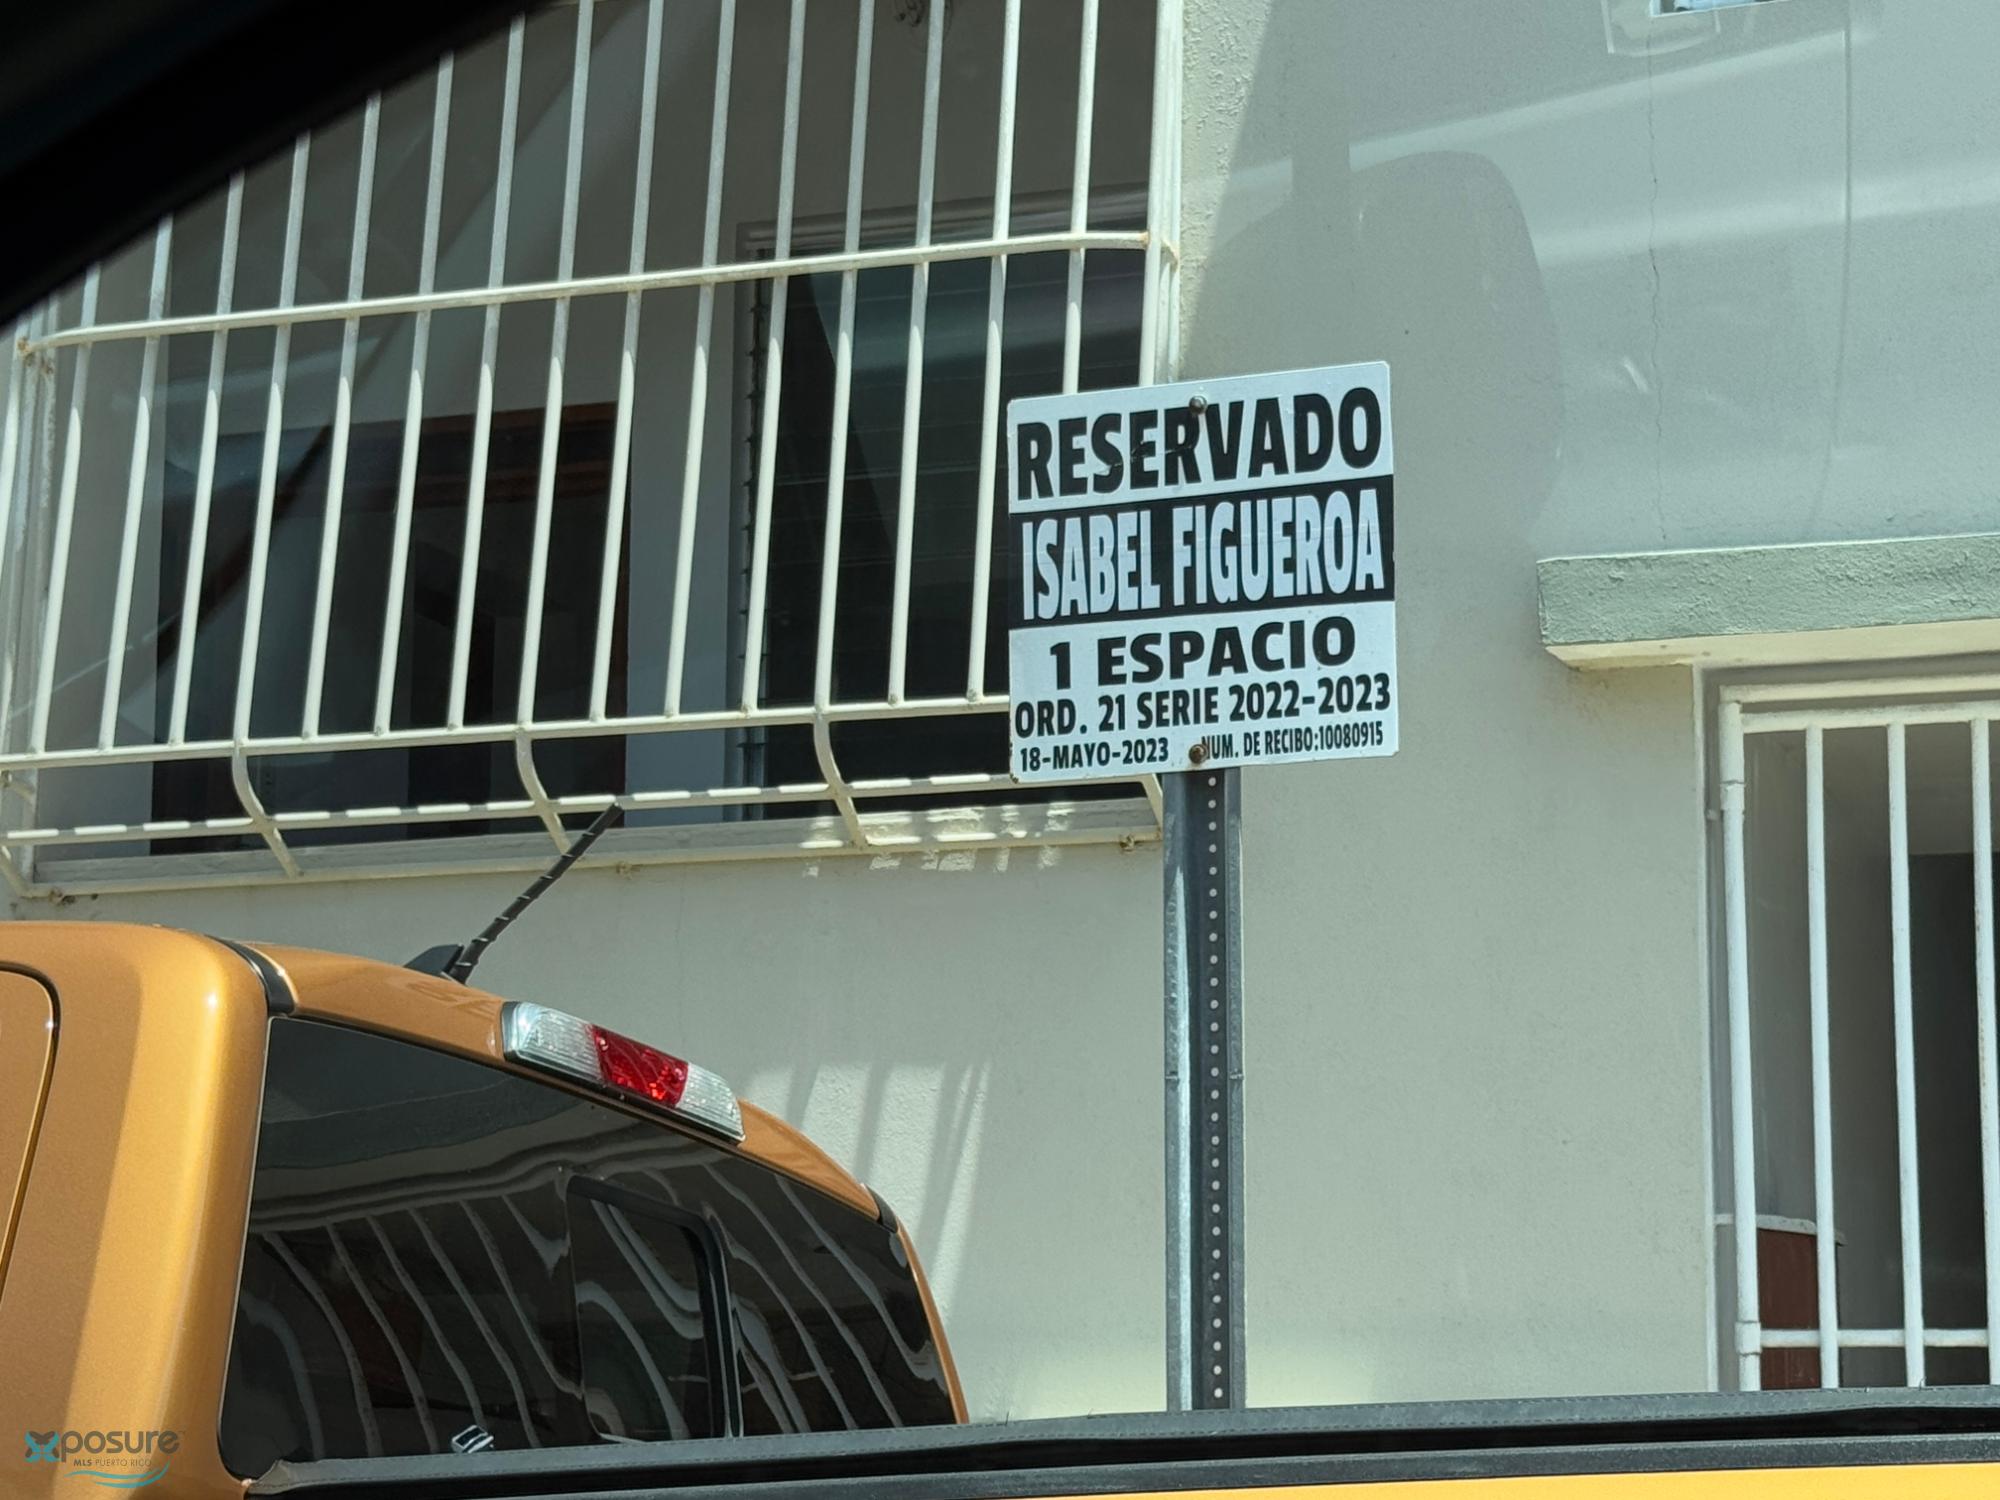 RESERVADO
ISABEL FIGUEROA
1 ESPACIO
ORD. 21 SERIE 2022-2023
18-MAYO-2023 NUM. DE RECIBO:10080915
xposure
MLS PUERTO RICO